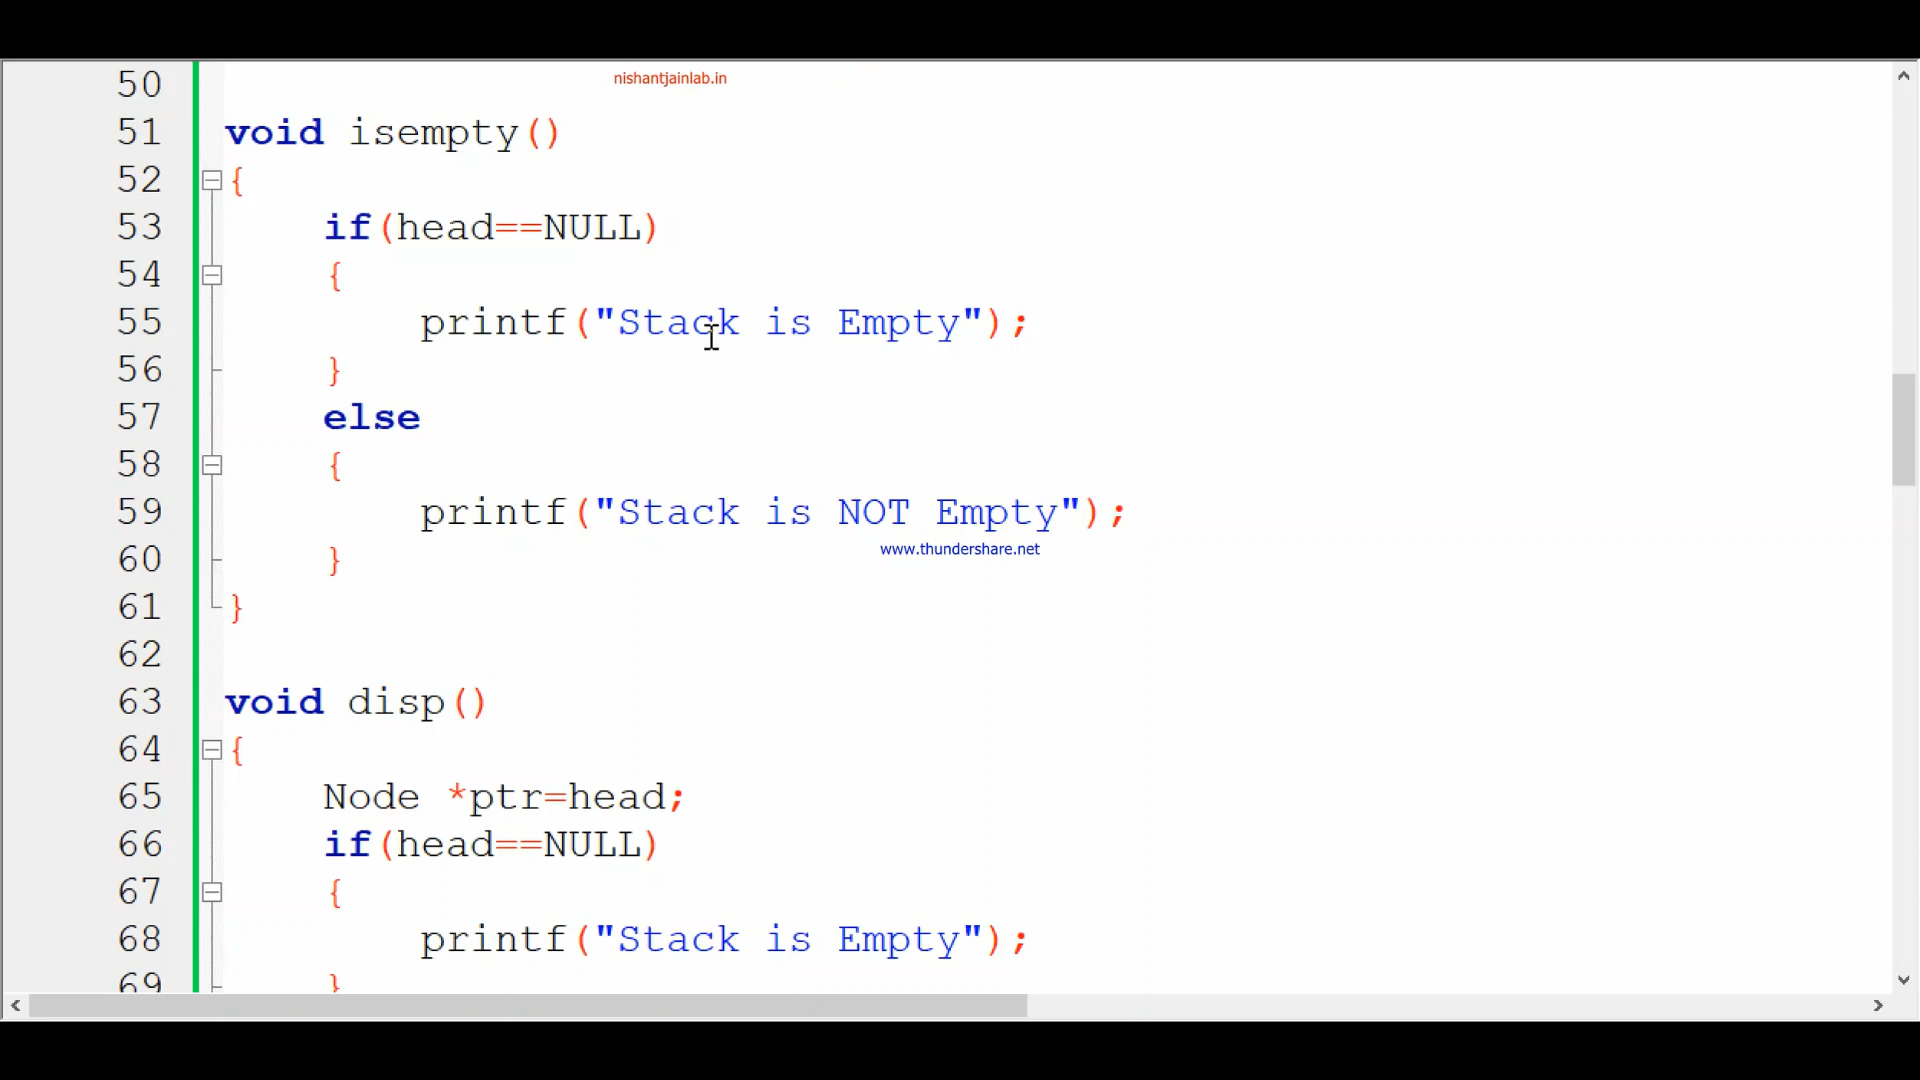 nishantjainlab.in
50
51 void isempty()
52 {
53 if(head==NULL)
54 {
55 printf("Stack is Empty");
56 }
57 else
58 {
59 printf("Stack is NOT Empty");
www.thundershare.net
60 }
61 }
62
63 void disp()
64 {
65 Node *ptr=head;
66 if(head==NULL)
67 {
68 printf("Stack is Empty");
69 }